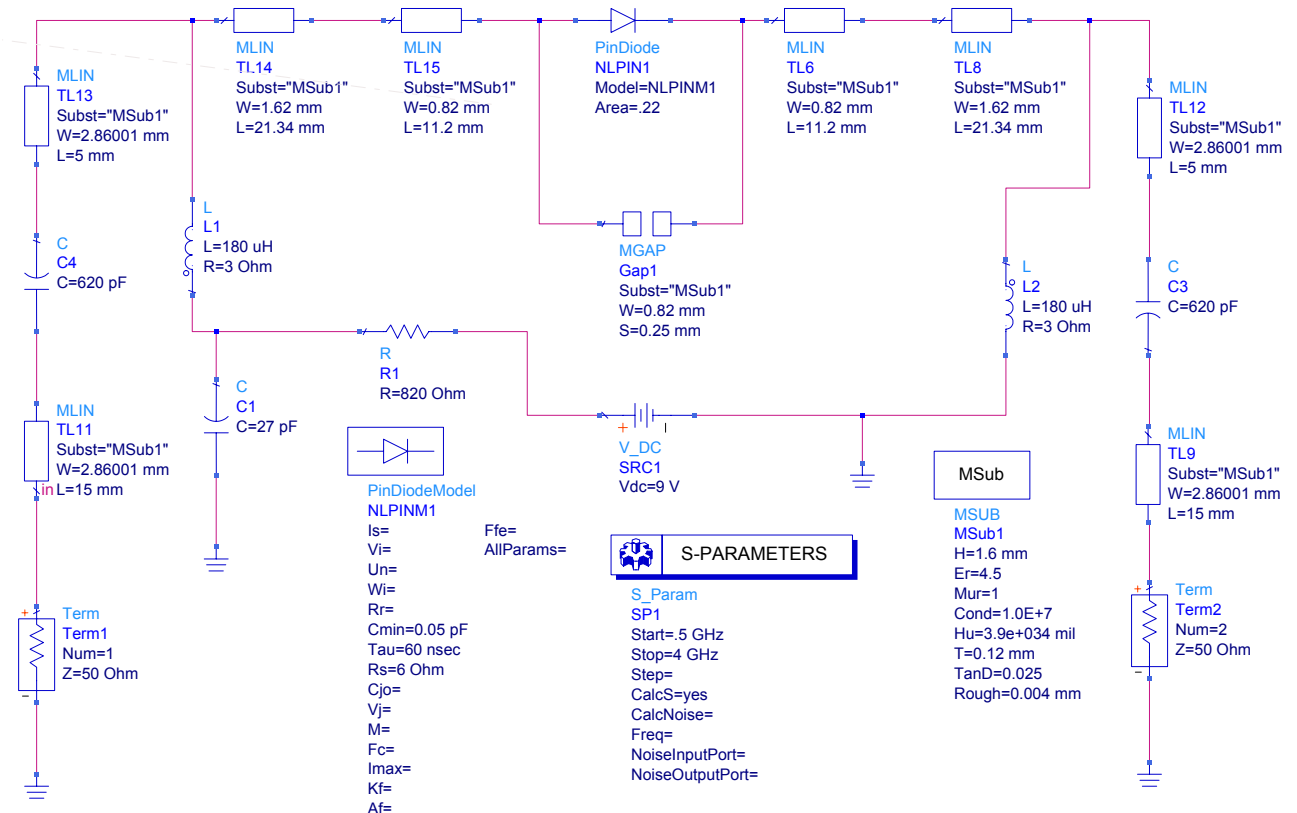 MLIN
TL14
Subst="MSub1"
W=1.62 mm
L=21.34 mm
MLIN
TL15
Subst="MSub1"
W=0.82 mm
L=11.2 mm
PinDiode
NLPIN1
Model=NLPINM1
Area=.22
MLIN
TL6
Subst="MSub1"
W=0.82 mm
L=11.2 mm
MLIN
TL8
Subst="MSub1"
W=1.62 mm
L=21.34 mm
MLIN
TL13
Subst="MSub1"
W=2.86001 mm
L=5 mm
MLIN
TL12
Subst="MSub1"
W=2.86001 mm
L=5 mm
L
L1
L=180 uH
R=3 Ohm
C
C4
C=620 pF
MGAP
Gap1
Subst="MSub1"
W=0.82 mm
S=0.25 mm
L
L2
L=180 uH
R=3 Ohm
C
C3
C=620 pF
R
R1
R=820 Ohm
C
C1
C=27 pF
MLIN
TL11
Subst="MSub1"
W=2.86001 mm
L=15 mm
in
+
V_DC
SRC1
Vdc=9 V
MLIN
TL9
Subst="MSub1"
W=2.86001 mm
L=15 mm
PinDiodeModel
NLPINM1
Is=
Vi=
Un=
Wi=
Rr=
Cmin=0.05 pF
Tau=60 nsec
Rs=6 Ohm
Cjo=
Vj=
M=
Fc=
Imax=
Kf=
Af=
Ffe=
AllParams=
S-PARAMETERS
S_Param
SP1
Start=.5 GHz
Stop=4 GHz
Step=
CalcS=yes
CalcNoise=
Freq=
NoiseInputPort=
NoiseOutputPort=
MSub
MSUB
MSub1
H=1.6 mm
Er=4.5
Mur=1
Cond=1.0E+7
Hu=3.9e+034 mil
T=0.12 mm
TanD=0.025
Rough=0.004 mm
+
Term
Term1
Num=1
Z=50 Ohm
-
+
Term
Term2
Num=2
Z=50 Ohm
-